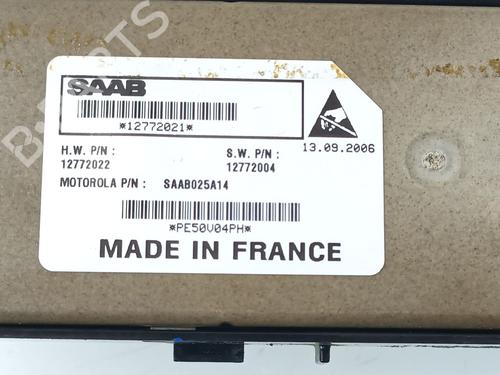 SAAB
*12772021*
13.09.2006
H.W. P/N :
S.W. P/N :
12772022
12772004
MOTOROLA P/N : SAAB025A14
*PE50V04PH*
MADE IN FRANCE